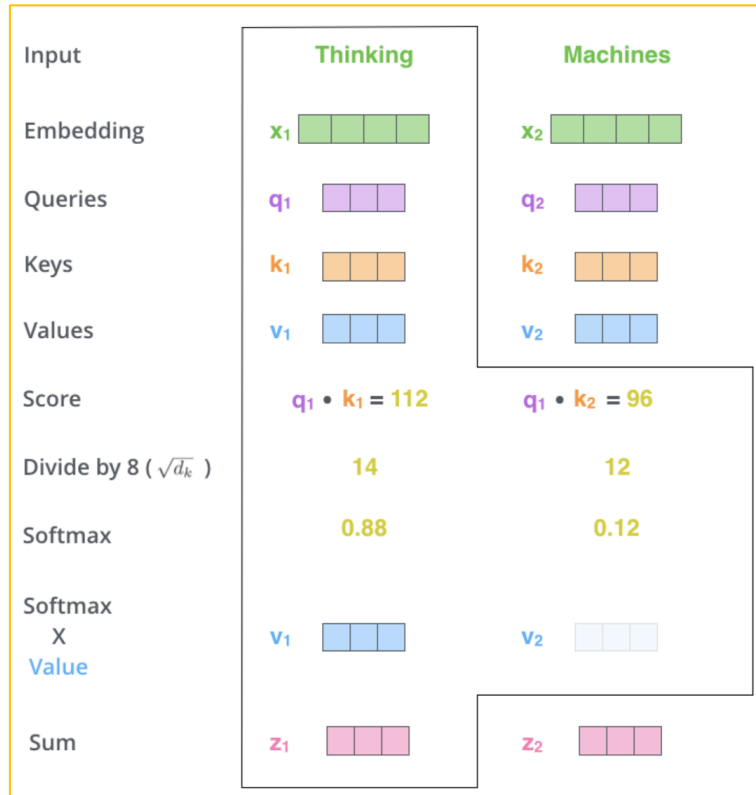 Input Thinking Machines
Embedding x₁ x₂
Queries q₁ q₂
Keys k₁ k₂
Values v₁ v₂
Score q₁ • k₁ = 112 q₁ • k₂ = 96
Divide by 8 ( √dₖ ) 14 12
Softmax 0.88 0.12
Softmax
X v₁ v₂
Value
Sum z₁ z₂